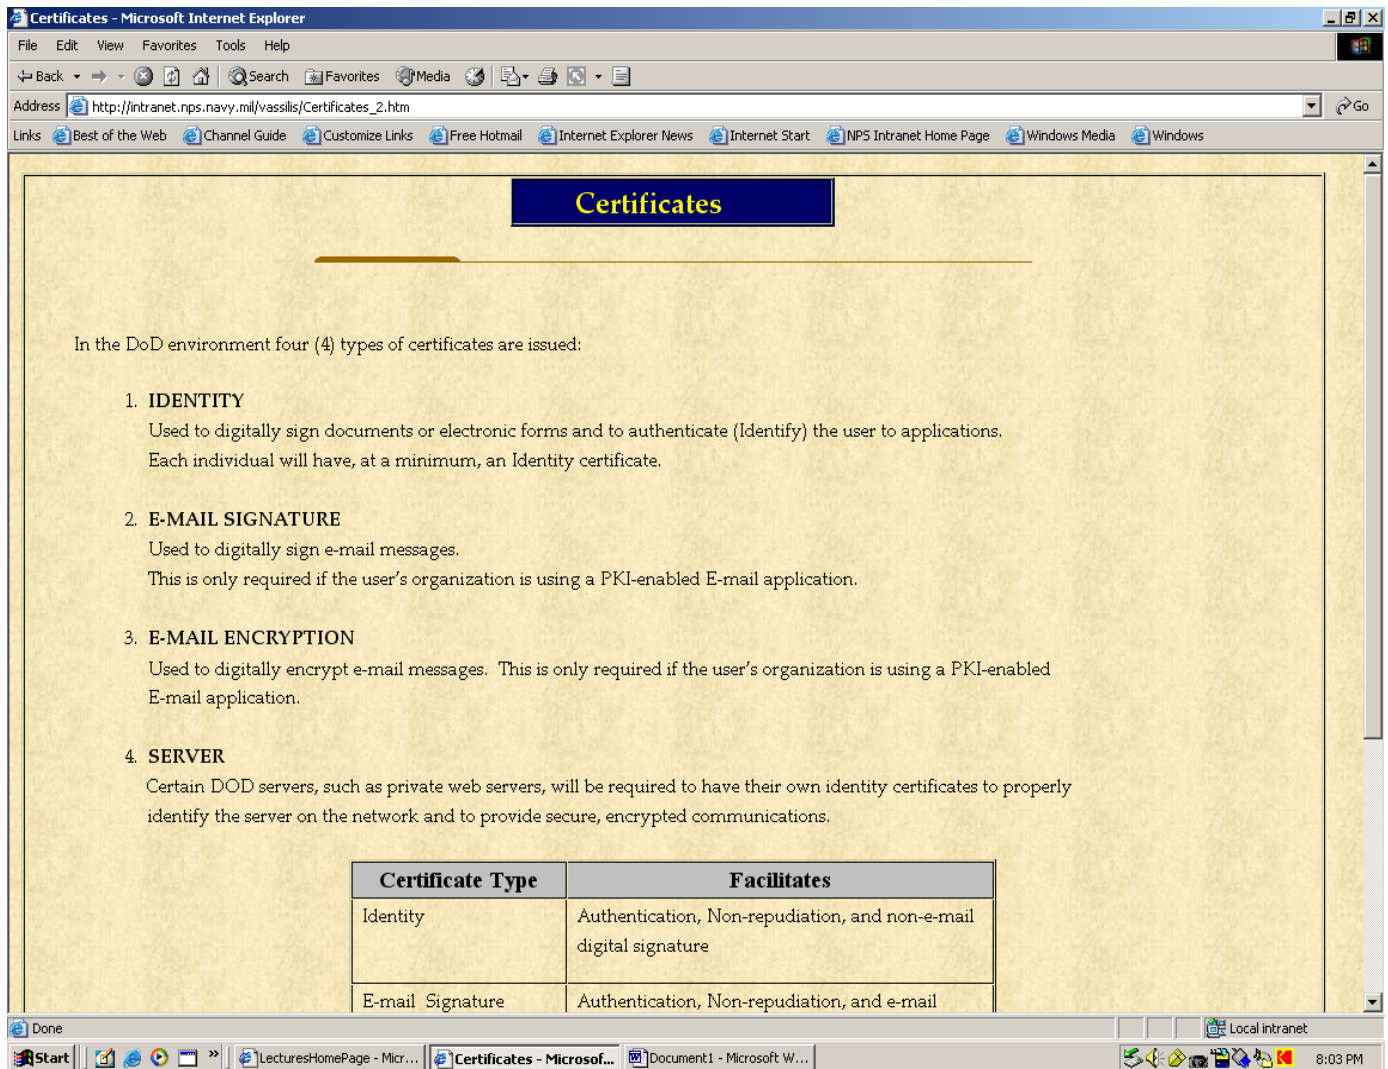 Certificates - Microsoft Internet Explorer
File Edit View Favorites Tools Help
Back Search Favorites Media
Address http://intranet.nps.navy.mil/vassilis/Certificates_2.htm Go
Links Best of the Web Channel Guide Customize Links Free Hotmail Internet Explorer News Internet Start NPS Intranet Home Page Windows Media Windows
Certificates
In the DoD environment four (4) types of certificates are issued:
1. IDENTITY
Used to digitally sign documents or electronic forms and to authenticate (Identify) the user to applications.
Each individual will have, at a minimum, an Identity certificate.
2. E-MAIL SIGNATURE
Used to digitally sign e-mail messages.
This is only required if the user's organization is using a PKI-enabled E-mail application.
3. E-MAIL ENCRYPTION
Used to digitally encrypt e-mail messages. This is only required if the user's organization is using a PKI-enabled
E-mail application.
4. SERVER
Certain DOD servers, such as private web servers, will be required to have their own identity certificates to properly
identify the server on the network and to provide secure, encrypted communications.
Certificate Type Facilitates
Identity Authentication, Non-repudiation, and non-e-mail
digital signature
E-mail Signature Authentication, Non-repudiation, and e-mail
Done Local intranet
Start » LecturesHomePage - Micr... Certificates - Microsof... Document1 - Microsoft W... 8:03 PM